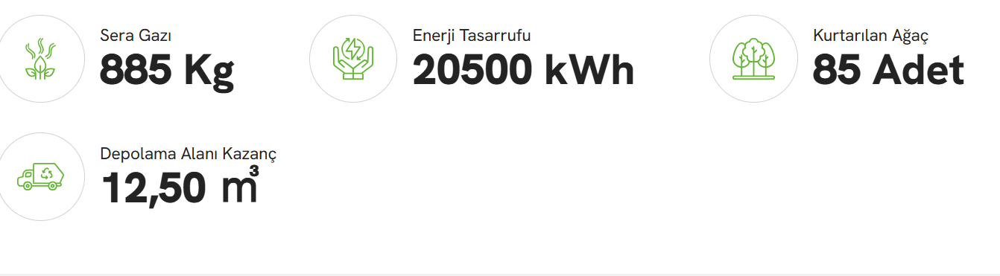 Sera Gazı
885 Kg
Enerji Tasarrufu
20500 kWh
Kurtarılan Ağaç
85 Adet
Depolama Alanı Kazanç
12,50 m³